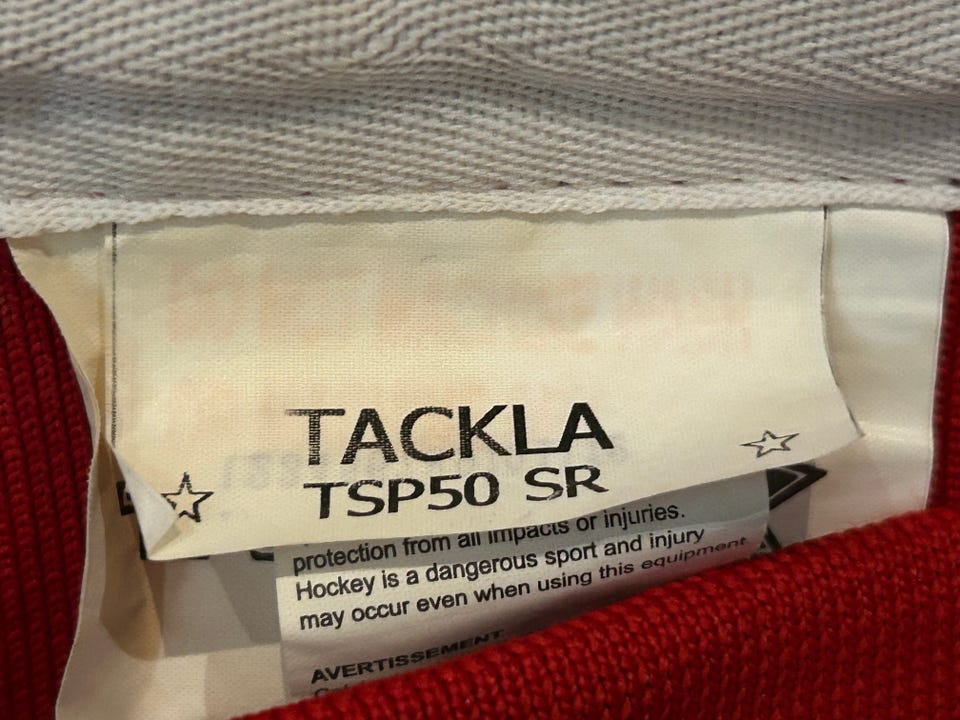 TACKLA
TSP50 SR
protection from all impacts or injuries.
Hockey is a dangerous sport and injury
may occur even when using this equipment
AVERTISSEMENT